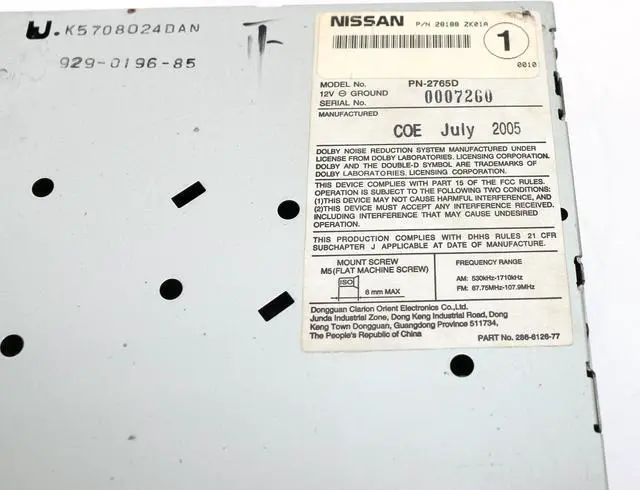 W.K5708024DAN
929-0196-85
NISSAN P/N 28188 ZK01A
1
0010
MODEL No. PN-2765D
12V ⊖ GROUND
SERIAL No. 0007260
MANUFACTURED
COE July 2005
DOLBY NOISE REDUCTION SYSTEM MANUFACTURED UNDER
LICENSE FROM DOLBY LABORATORIES. LICENSING CORPORATION.
DOLBY AND THE DOUBLE-D SYMBOL ARE TRADEMARKS OF
DOLBY LABORATORIES. LICENSING CORPORATION.
THIS DEVICE COMPLIES WITH PART 15 OF THE FCC RULES.
OPERATION IS SUBJECT TO THE FOLLOWING TWO CONDITIONS:
(1)THIS DEVICE MAY NOT CAUSE HARMFUL INTERFERENCE, AND
(2)THIS DEVICE MUST ACCEPT ANY INTERFERENCE RECEIVED.
INCLUDING INTERFERENCE THAT MAY CAUSE UNDESIRED
OPERATION.
THIS PRODUCTION COMPLIES WITH DHHS RULES 21 CFR
SUBCHAPTER J APPLICABLE AT DATE OF MANUFACTURE.
MOUNT SCREW
M5(FLAT MACHINE SCREW)
ISO
8 mm MAX
FREQUENCY RANGE
AM: 530kHz-1710kHz
FM: 87.75MHz-107.9MHz
Dongguan Clarion Orient Electronics Co.,Ltd.
Junda Industrial Zone, Dong Keng Industrial Road, Dong
Keng Town Dongguan, Guangdong Province 511734,
The People's Republic of China
PART No. 286-6126-77